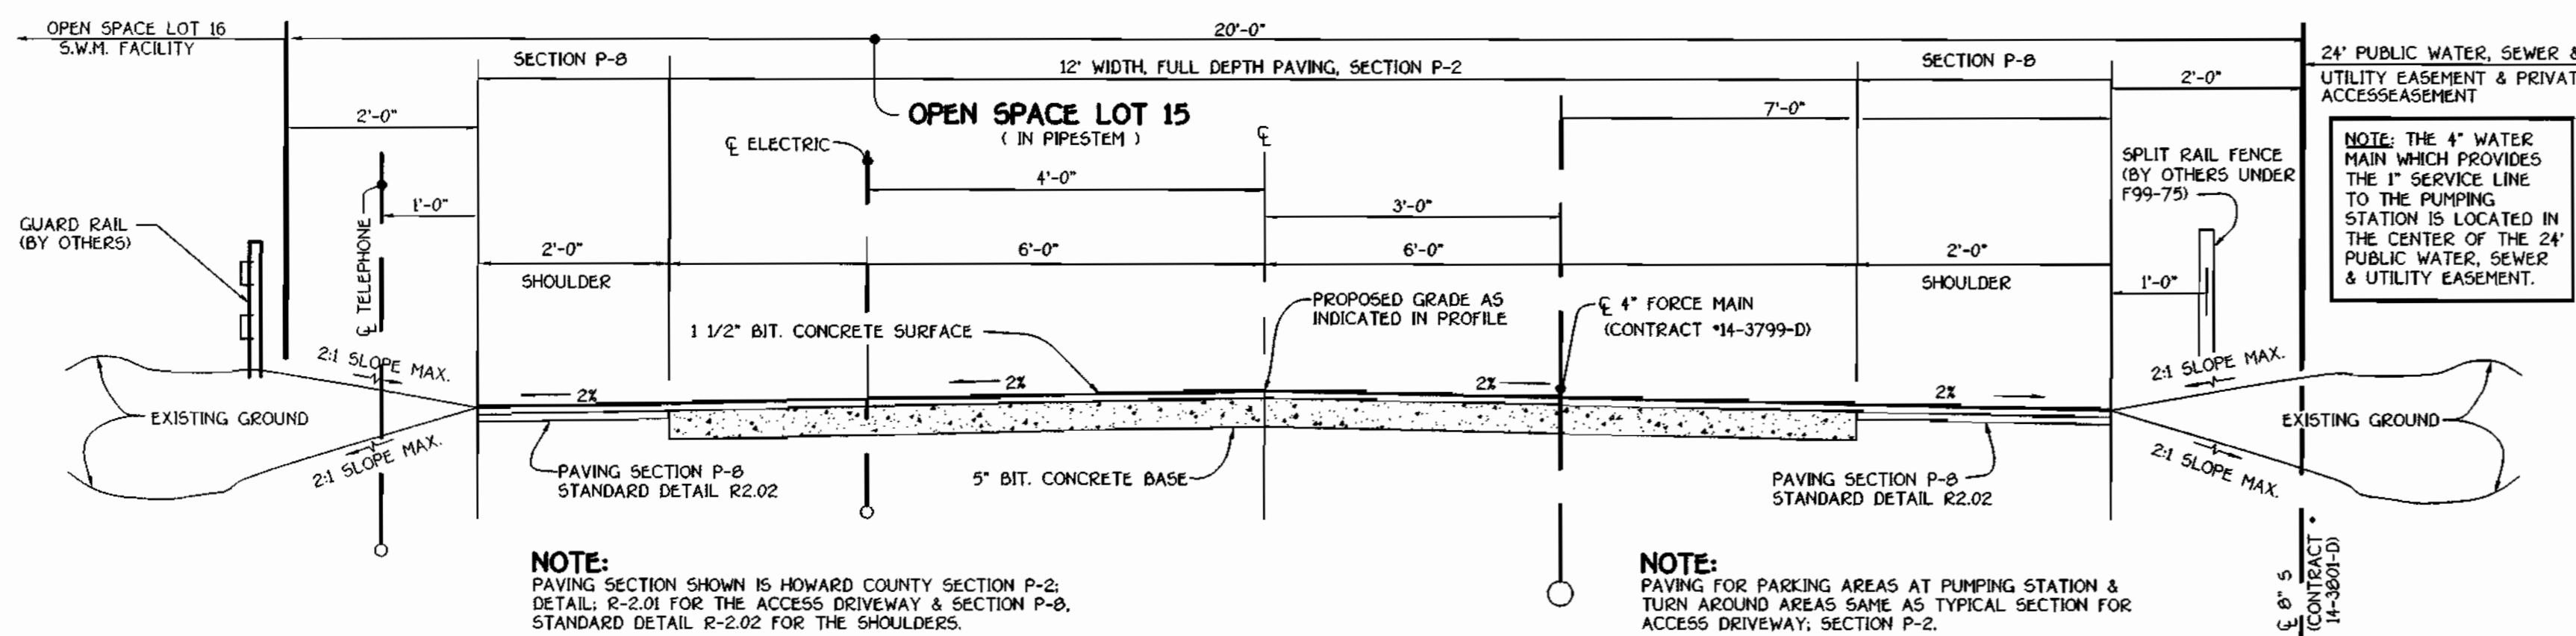 OPEN SPACE LOT 16
S.W.M. FACILITY
20'-0"
SECTION P-8
12' WIDTH, FULL DEPTH PAVING, SECTION P-2
SECTION P-8
2'-0"
24' PUBLIC WATER, SEWER &
UTILITY EASEMENT & PRIVAT
ACCESSEASEMENT
2'-0"
OPEN SPACE LOT 15
( IN PIPESTEM )
7'-0"
℄ ELECTRIC
℄
4'-0"
NOTE: THE 4" WATER
MAIN WHICH PROVIDES
THE 1" SERVICE LINE
TO THE PUMPING
STATION IS LOCATED IN
THE CENTER OF THE 24'
PUBLIC WATER, SEWER
& UTILITY EASEMENT.
SPLIT RAIL FENCE
(BY OTHERS UNDER
F99-75)
GUARD RAIL
(BY OTHERS)
℄ TELEPHONE
1'-0"
3'-0"
2'-0"
SHOULDER
6'-0"
6'-0"
2'-0"
SHOULDER
1'-0"
1 1/2" BIT. CONCRETE SURFACE
PROPOSED GRADE AS
INDICATED IN PROFILE
℄ 4" FORCE MAIN
(CONTRACT #14-3799-D)
2:1 SLOPE MAX.
2:1 SLOPE MAX.
2%
2%
2%
2%
EXISTING GROUND
EXISTING GROUND
2:1 SLOPE MAX.
2:1 SLOPE MAX.
PAVING SECTION P-8
STANDARD DETAIL R2.02
5" BIT. CONCRETE BASE
PAVING SECTION P-8
STANDARD DETAIL R2.02
NOTE:
PAVING SECTION SHOWN IS HOWARD COUNTY SECTION P-2;
DETAIL; R-2.01 FOR THE ACCESS DRIVEWAY & SECTION P-8,
STANDARD DETAIL R-2.02 FOR THE SHOULDERS.
NOTE:
PAVING FOR PARKING AREAS AT PUMPING STATION &
TURN AROUND AREAS SAME AS TYPICAL SECTION FOR
ACCESS DRIVEWAY; SECTION P-2.
℄ 8" S
(CONTRACT #
14-3801-D)